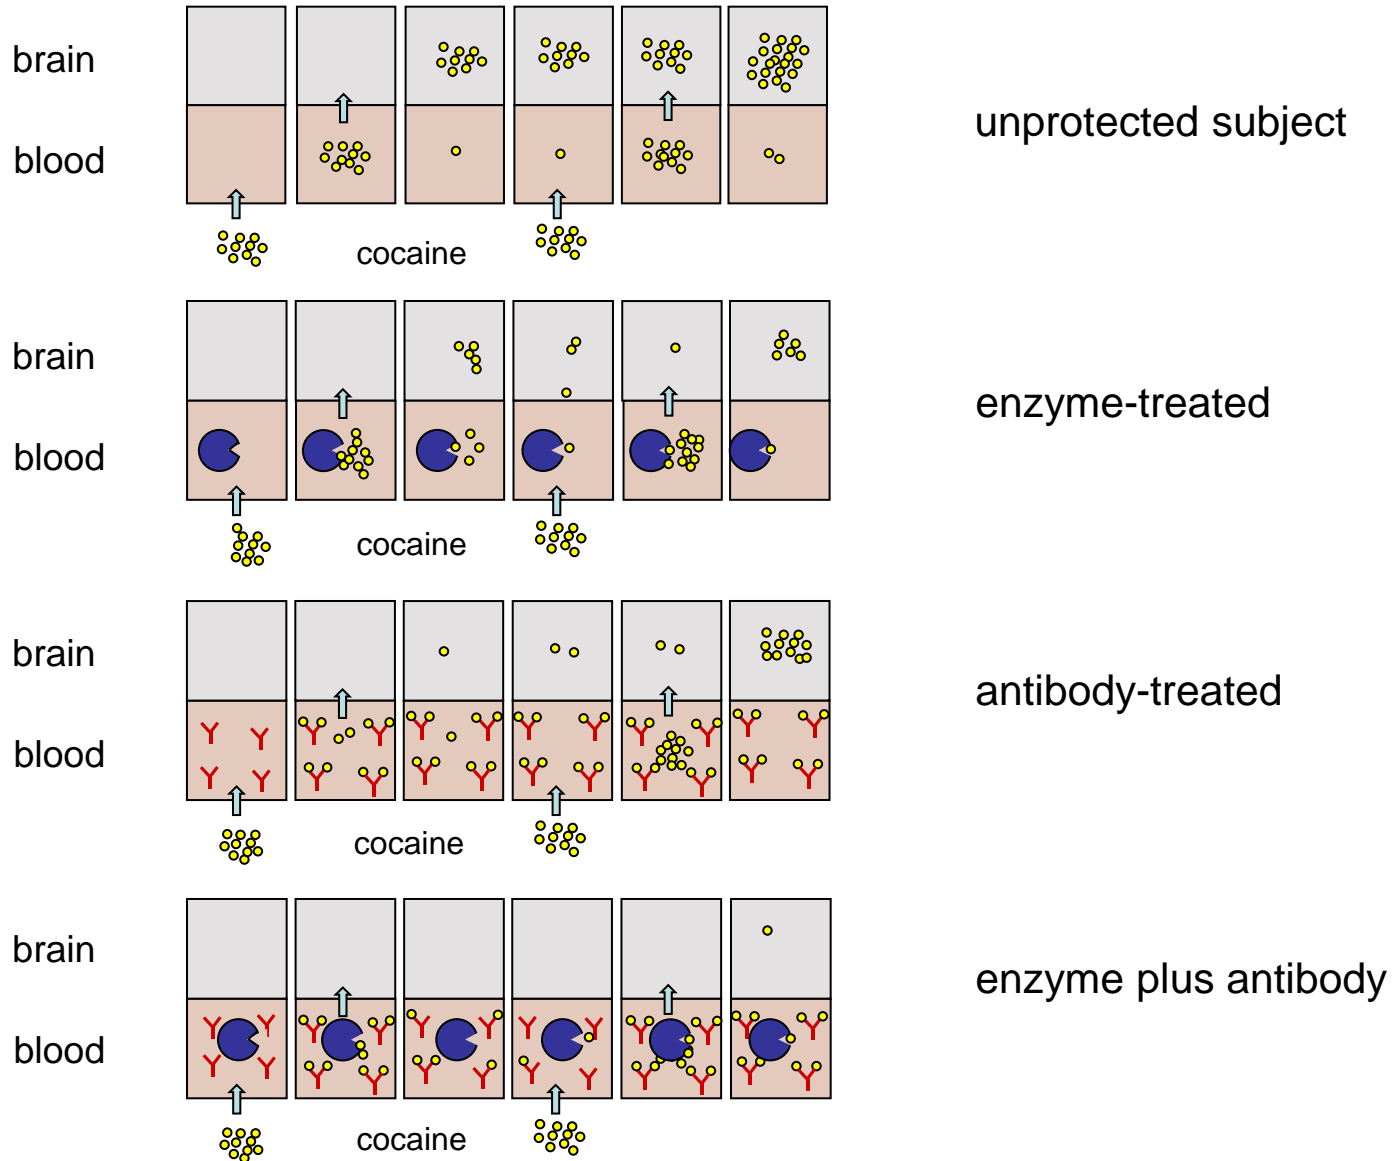 brain
unprotected subject
blood
cocaine
brain
enzyme-treated
blood
cocaine
brain
antibody-treated
blood
cocaine
brain
enzyme plus antibody
blood
cocaine